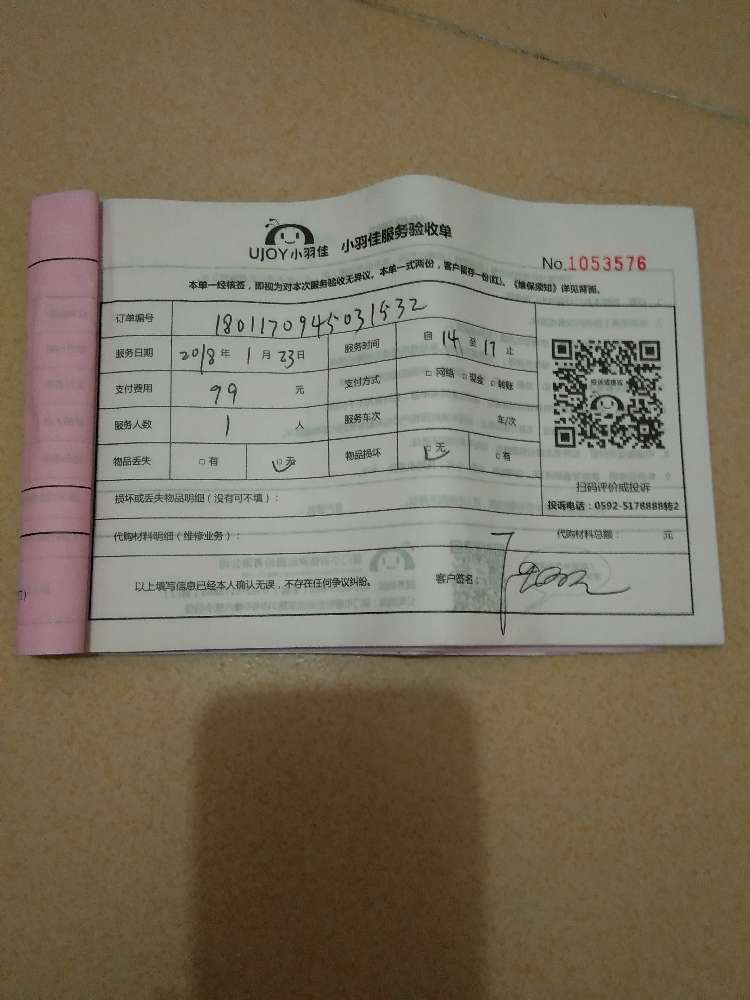 UJOY小羽佳 小羽佳服务验收单
No.1053576
本单一经核签，即视为对本次服务验收无异议。本单一式两份，客户留存一份(红)。《维保须知》详见背面。
订单编号 1801170945031532
服务日期 2018年 1月23日 服务时间 自 14 至 17 止
支付费用 99 元 支付方式 □网络 □现金 □转账
服务人数 1 人 服务车次 车/次
物品丢失 □有 □无 物品损坏 □无 □有
扫码评价或投诉
投诉电话：0592-5178888转2
损坏或丢失物品明细（没有可不填）：
代购材料明细（维修业务）： 代购材料总额： 元
以上填写信息已经本人确认无误，不存在任何争议纠纷。 客户签名：